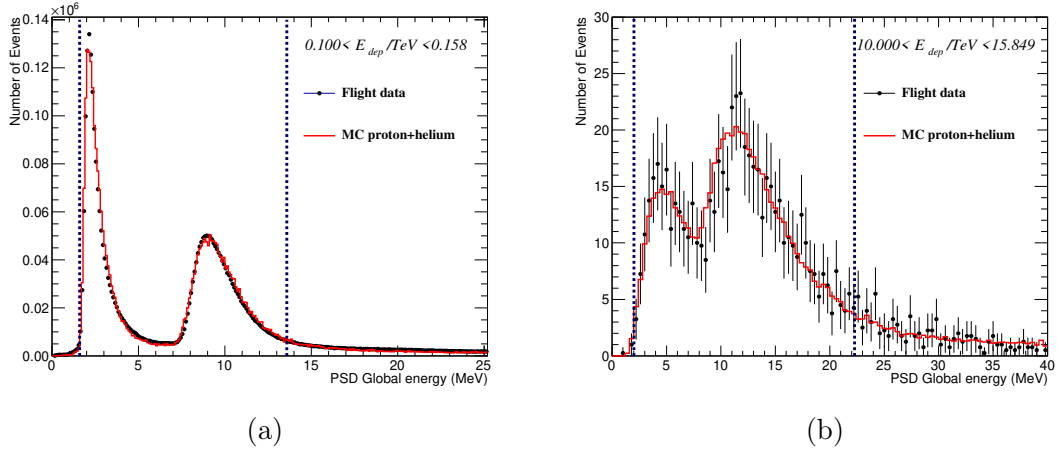 ×10⁶
0.14
0.12
0.1
0.08
0.06
0.04
0.02
0.00
Number of Events
0.100< E dep /TeV <0.158
Flight data
MC proton+helium
0 5 10 15 20 25
PSD Global energy (MeV)
(a)
30
25
20
15
10
5
0
Number of Events
10.000< E dep /TeV <15.849
Flight data
MC proton+helium
0 5 10 15 20 25 30 35 40
PSD Global energy (MeV)
(b)